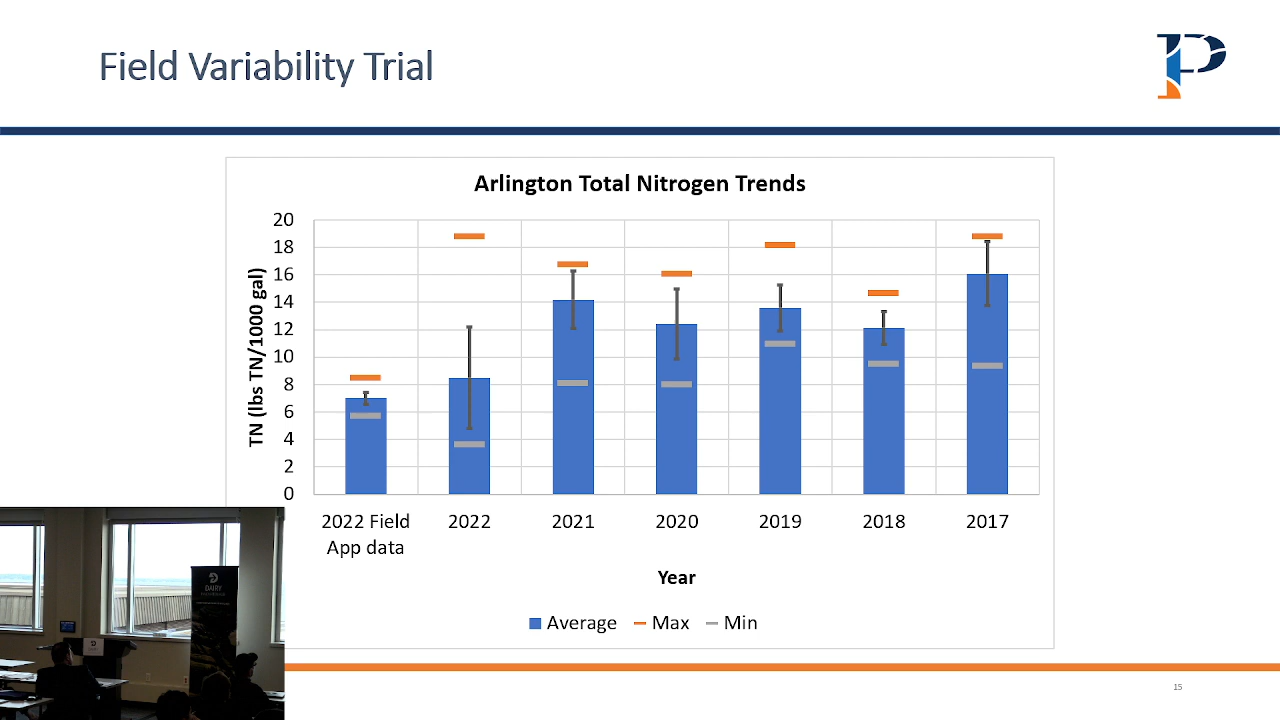 Field Variability Trial
Arlington Total Nitrogen Trends
TN (lbs TN/1000 gal)
20
18
16
14
12
10
8
6
4
2
0
2022 Field App data
2022
2021
2020
2019
2018
2017
Year
Average
Max
Min
DAIRY
15